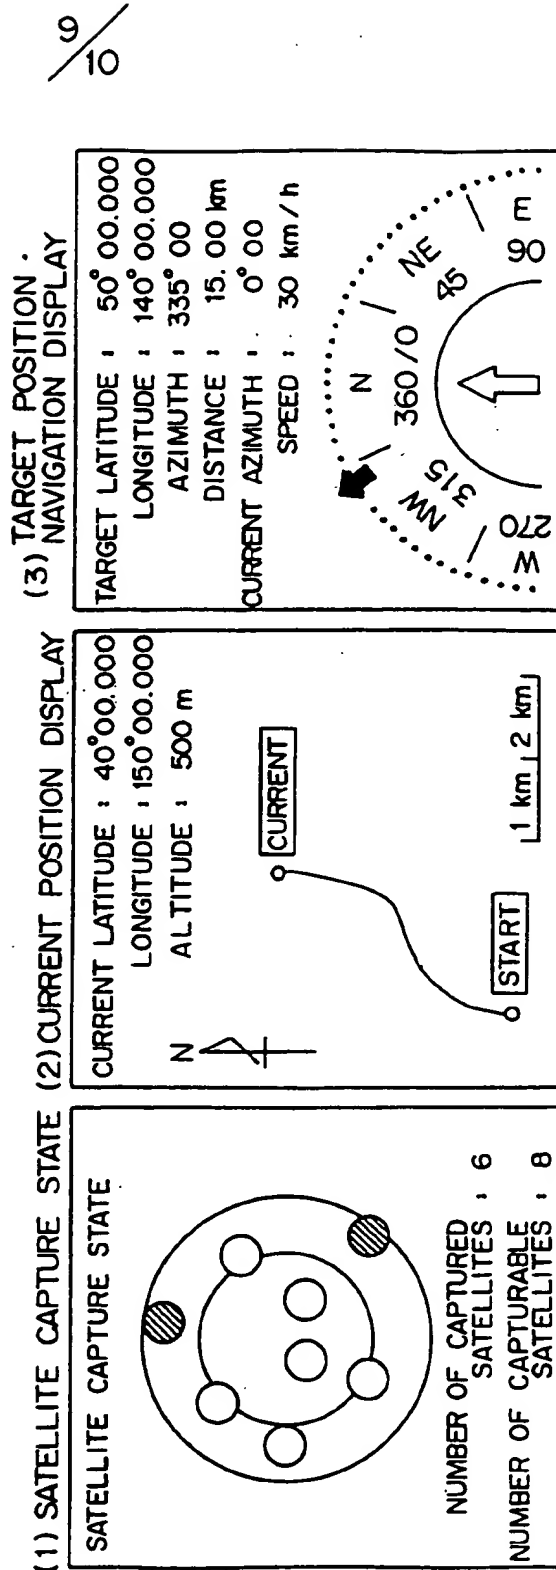 9/10
(1) SATELLITE CAPTURE STATE
SATELLITE CAPTURE STATE
NUMBER OF CAPTURED
SATELLITES : 6
NUMBER OF CAPTURABLE
SATELLITES : 8
(2) CURRENT POSITION DISPLAY
CURRENT LATITUDE : 40°00.000
LONGITUDE : 150°00.000
ALTITUDE : 500 m
N
CURRENT
START
1 km 2 km
(3) TARGET POSITION ·
NAVIGATION DISPLAY
TARGET LATITUDE : 50° 00.000
LONGITUDE : 140° 00.000
AZIMUTH : 335° 00
DISTANCE : 15. 00 km
CURRENT AZIMUTH : 0° 00
SPEED : 30 km/h
W 270
NW 315
N 360/0
NE 45
E 90